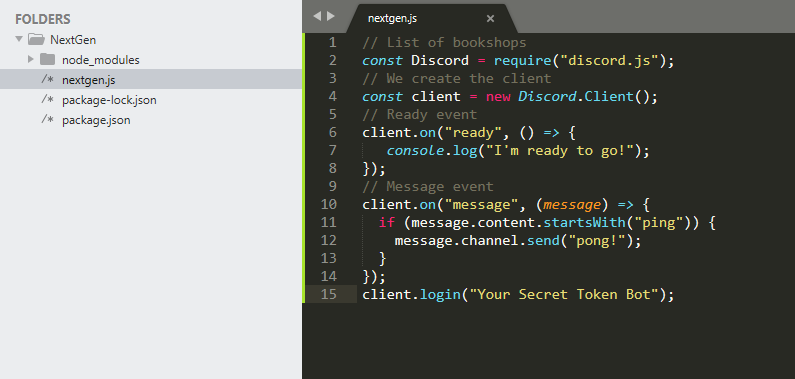 FOLDERS
NextGen
node_modules
/* nextgen.js
/* package-lock.json
/* package.json
nextgen.js ×
1 // List of bookshops
2 const Discord = require("discord.js");
3 // We create the client
4 const client = new Discord.Client();
5 // Ready event
6 client.on("ready", () => {
7    console.log("I'm ready to go!");
8 });
9 // Message event
10 client.on("message", (message) => {
11   if (message.content.startsWith("ping")) {
12     message.channel.send("pong!");
13   }
14 });
15 client.login("Your Secret Token Bot");